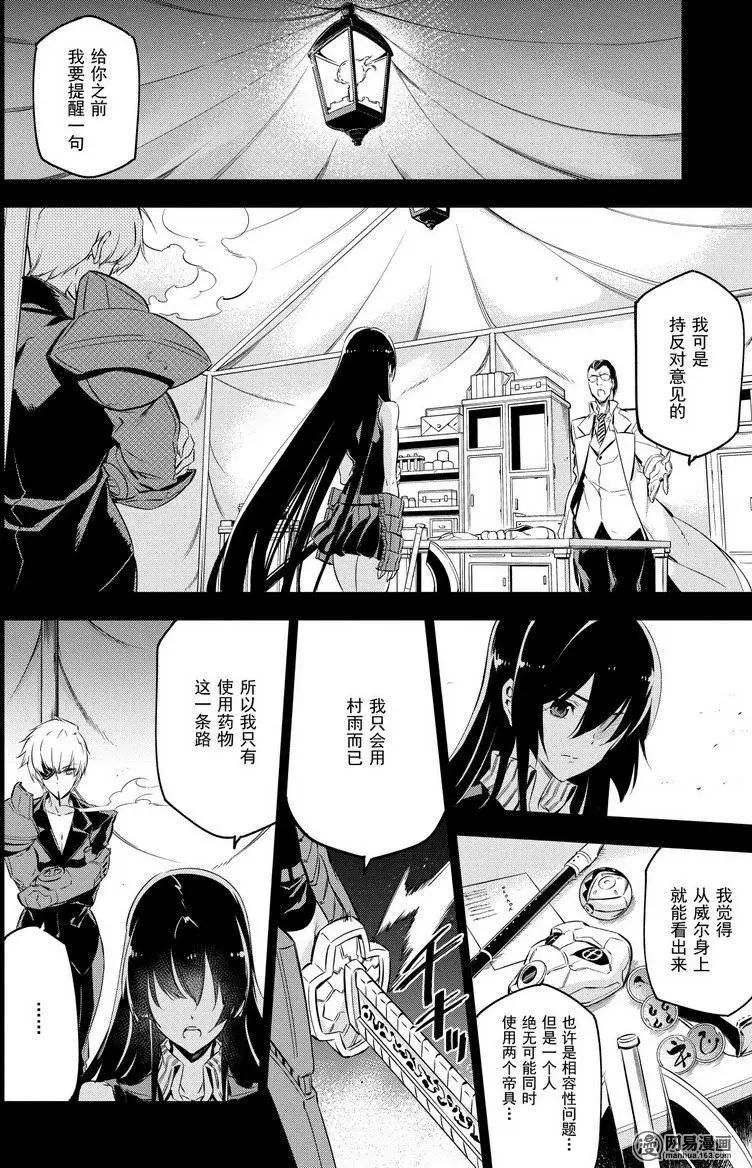 给你之前
我要提醒一句
我可是
持反对意见的
我觉得
从威尔身上
就能看出来
也许是相容性问题…
但是一个人
绝无可能同时
使用两个帝具…
我只会用
村雨而已
所以我只有
使用药物
这一条路
……
网易漫画
manhua.163.com